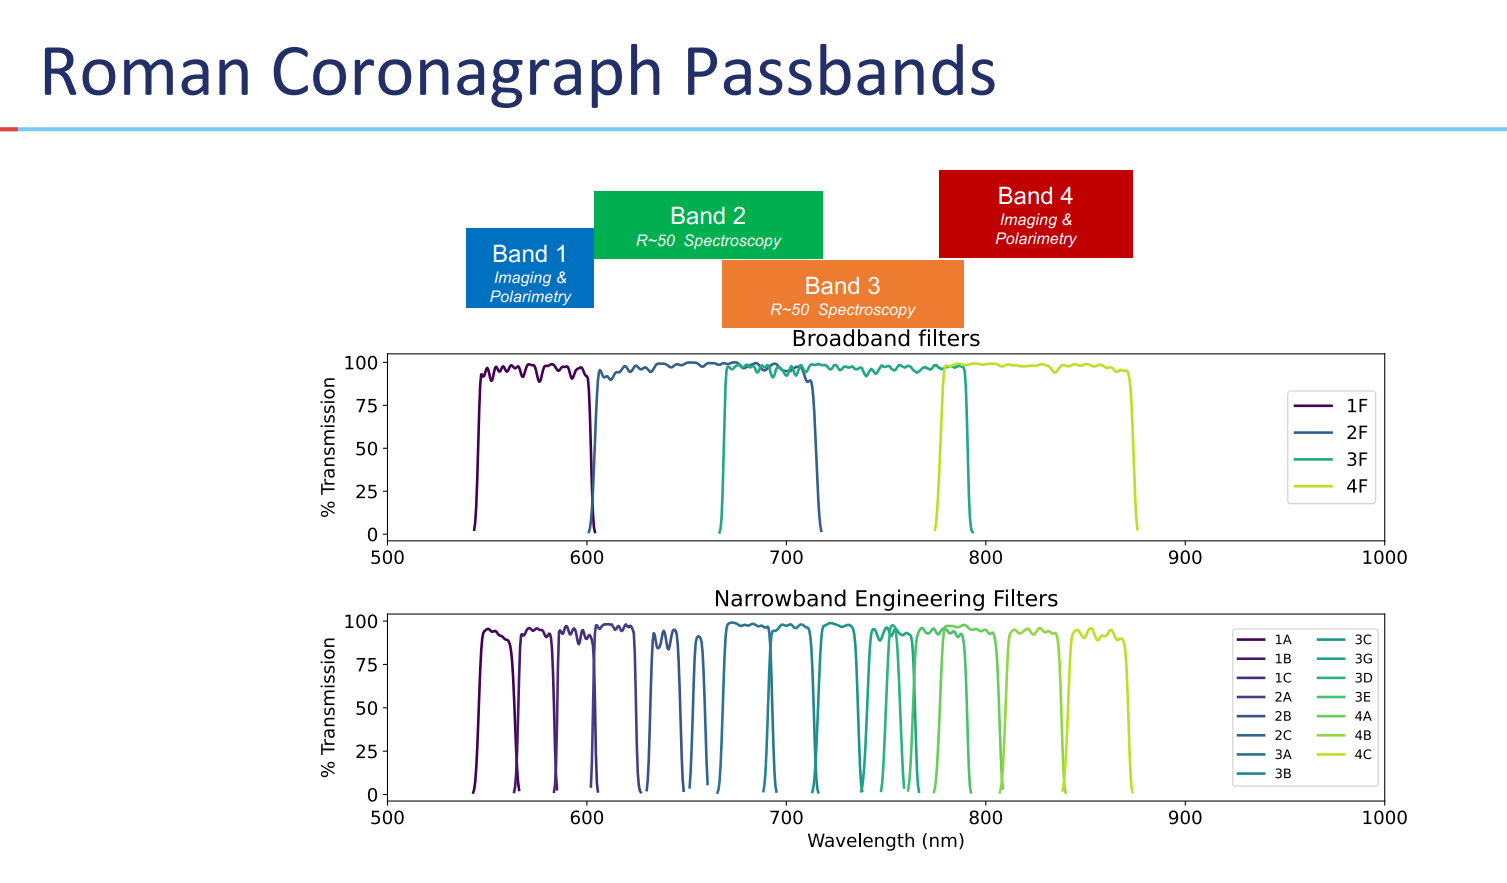 Roman Coronagraph Passbands
Band 4
Imaging &
Polarimetry
Band 2
R~50 Spectroscopy
Band 1
Imaging &
Polarimetry
Band 3
R~50 Spectroscopy
Broadband filters
% Transmission
100
75
50
25
0
500 600 700 800 900 1000
1F
2F
3F
4F
Narrowband Engineering Filters
% Transmission
100
75
50
25
0
500 600 700 800 900 1000
Wavelength (nm)
1A 3C
1B 3G
1C 3D
2A 3E
2B 4A
2C 4B
3A 4C
3B